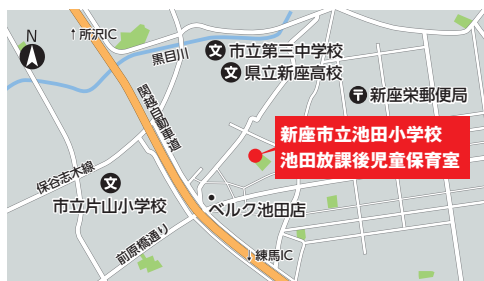 ↑所沢IC
黒目川
文 市立第三中学校
文 県立新座高校
〒 新座栄郵便局
関越自動車道
新座市立池田小学校
池田放課後児童保育室
保谷志木線
文
市立片山小学校
ベルク池田店
前原橋通り
↓練馬IC
N